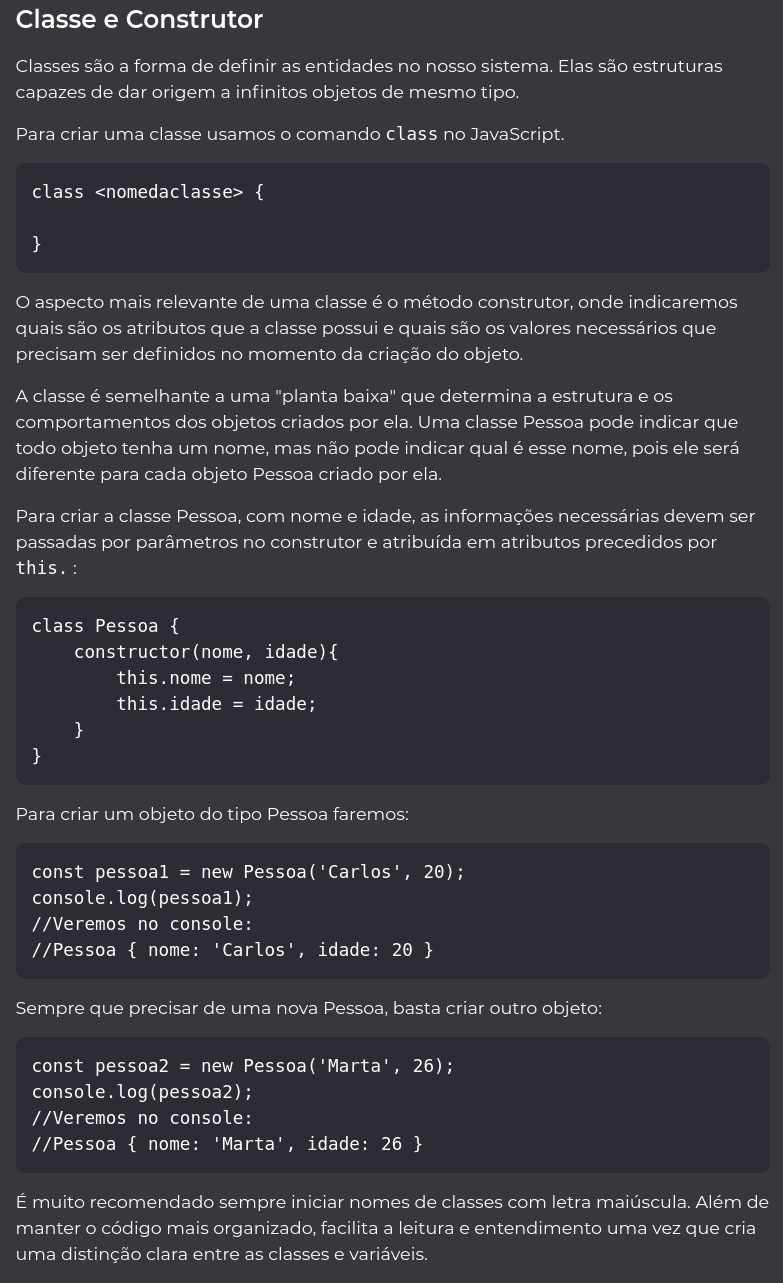 Classe e Construtor
Classes são a forma de definir as entidades no nosso sistema. Elas são estruturas
capazes de dar origem a infinitos objetos de mesmo tipo.
Para criar uma classe usamos o comando class no JavaScript.
class <nomedaclasse> {
}
O aspecto mais relevante de uma classe é o método construtor, onde indicaremos
quais são os atributos que a classe possui e quais são os valores necessários que
precisam ser definidos no momento da criação do objeto.
A classe é semelhante a uma "planta baixa" que determina a estrutura e os
comportamentos dos objetos criados por ela. Uma classe Pessoa pode indicar que
todo objeto tenha um nome, mas não pode indicar qual é esse nome, pois ele será
diferente para cada objeto Pessoa criado por ela.
Para criar a classe Pessoa, com nome e idade, as informações necessárias devem ser
passadas por parâmetros no construtor e atribuída em atributos precedidos por
this. :
class Pessoa {
    constructor(nome, idade){
        this.nome = nome;
        this.idade = idade;
    }
}
Para criar um objeto do tipo Pessoa faremos:
const pessoa1 = new Pessoa('Carlos', 20);
console.log(pessoa1);
//Veremos no console:
//Pessoa { nome: 'Carlos', idade: 20 }
Sempre que precisar de uma nova Pessoa, basta criar outro objeto:
const pessoa2 = new Pessoa('Marta', 26);
console.log(pessoa2);
//Veremos no console:
//Pessoa { nome: 'Marta', idade: 26 }
É muito recomendado sempre iniciar nomes de classes com letra maiúscula. Além de
manter o código mais organizado, facilita a leitura e entendimento uma vez que cria
uma distinção clara entre as classes e variáveis.